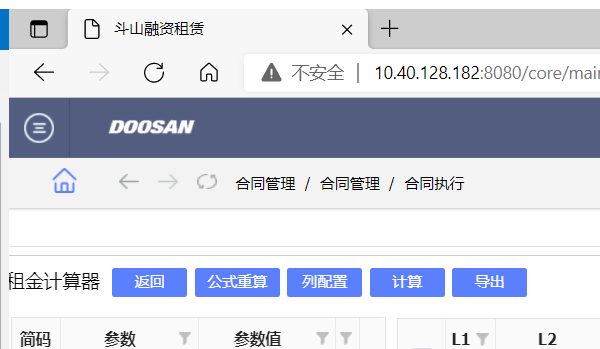 斗山融资租赁
不安全 10.40.128.182:8080/core/mai
DOOSAN
合同管理 / 合同管理 / 合同执行
租金计算器 返回 公式重算 列配置 计算 导出
简码 参数 参数值 L1 L2